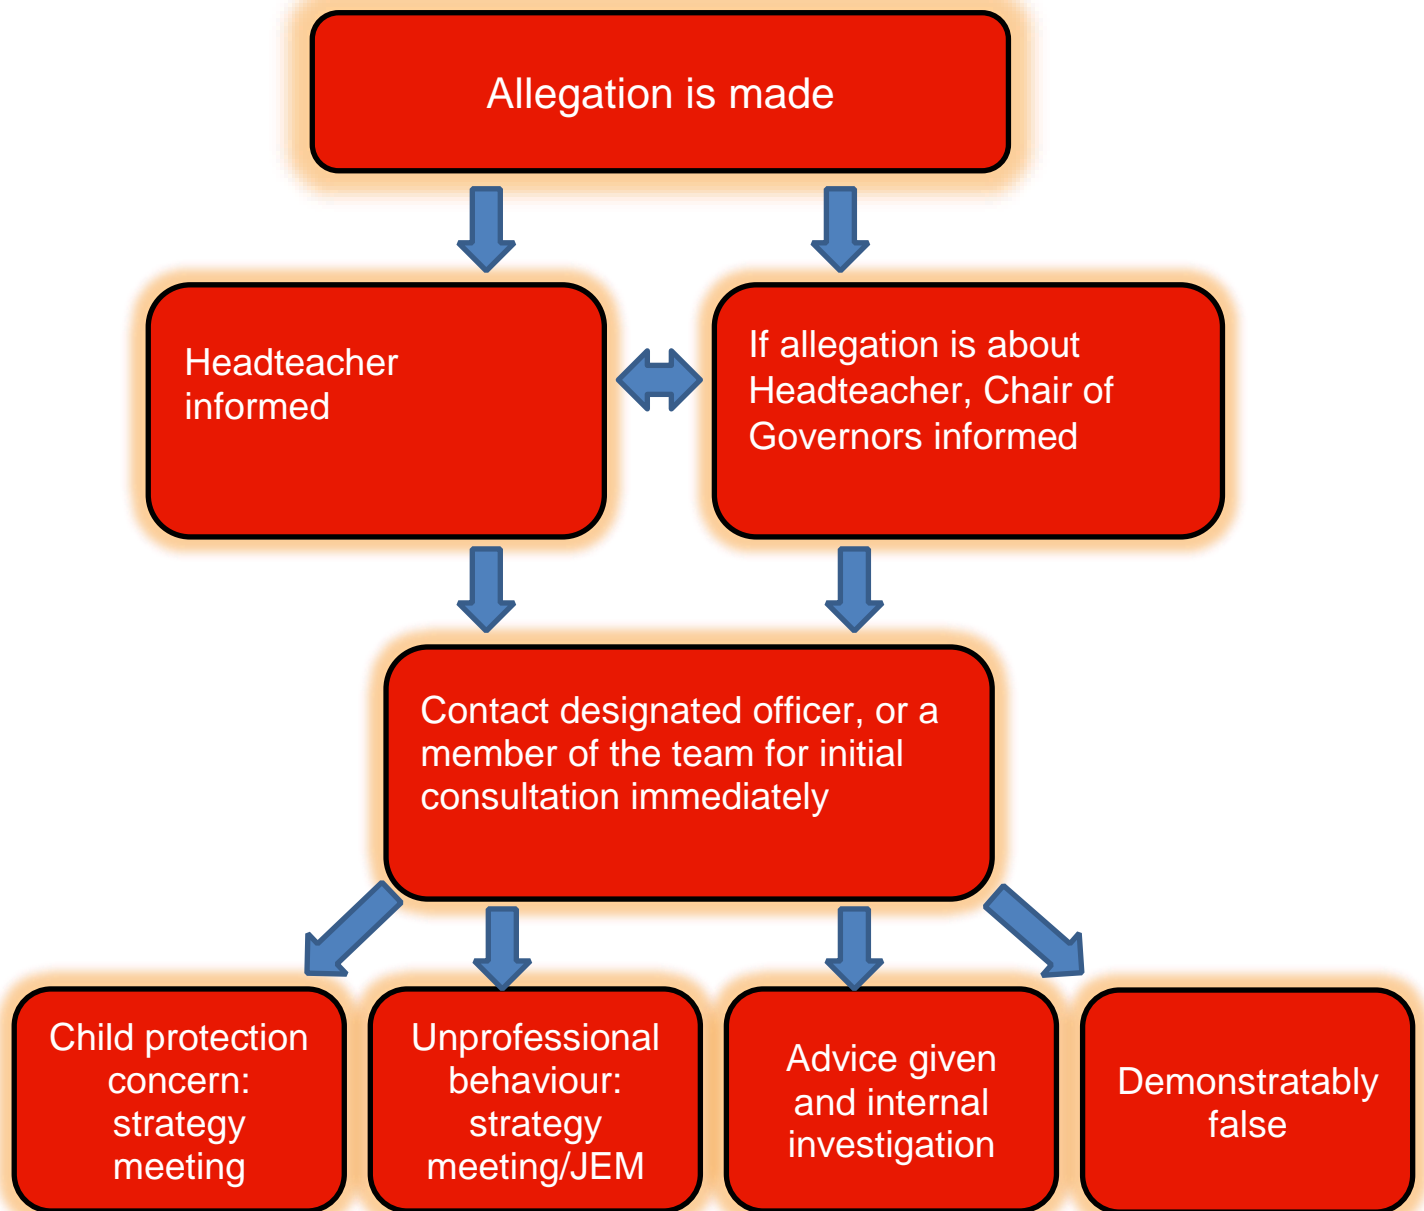 Allegation is made
Headteacher
informed
If allegation is about
Headteacher, Chair of
Governors informed
Contact designated officer, or a
member of the team for initial
consultation immediately
Child protection
concern:
strategy
meeting
Unprofessional
behaviour:
strategy
meeting/JEM
Advice given
and internal
investigation
Demonstratably
false